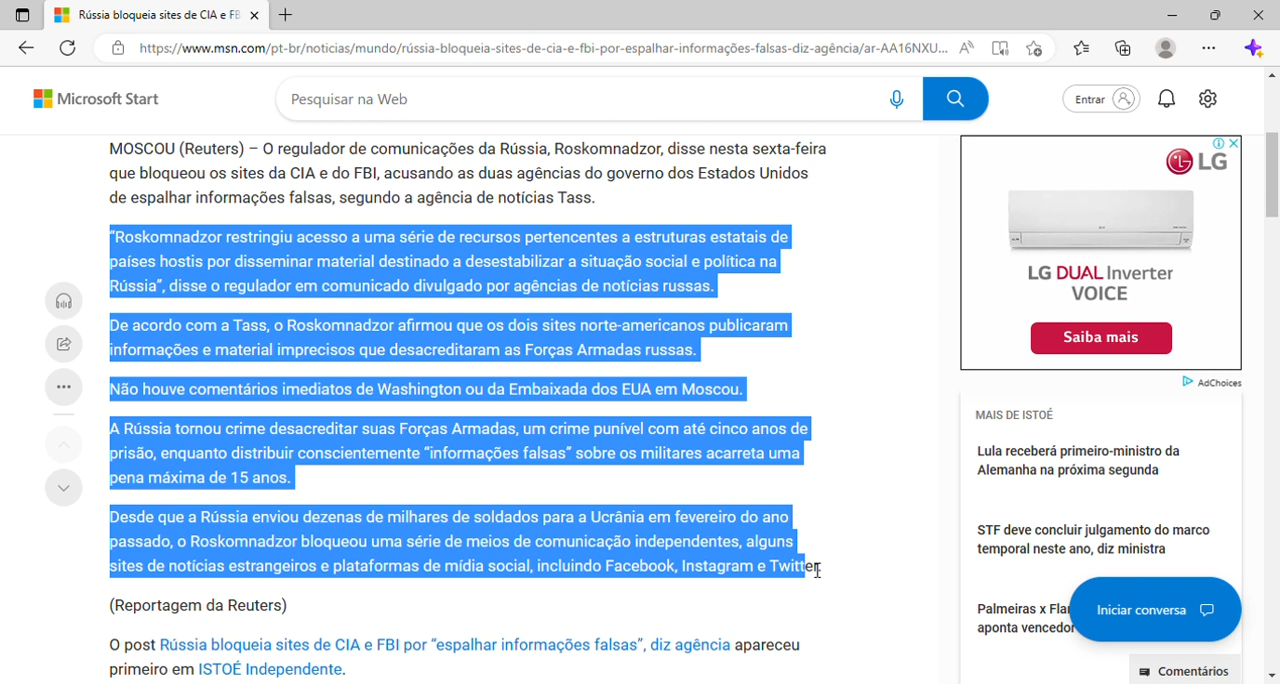 Rússia bloqueia sites de CIA e FB
https://www.msn.com/pt-br/noticias/mundo/rússia-bloqueia-sites-de-cia-e-fbi-por-espalhar-informações-falsas-diz-agência/ar-AA16NXU...
Microsoft Start
Pesquisar na Web
Entrar
MOSCOU (Reuters) – O regulador de comunicações da Rússia, Roskomnadzor, disse nesta sexta-feira
que bloqueou os sites da CIA e do FBI, acusando as duas agências do governo dos Estados Unidos
de espalhar informações falsas, segundo a agência de notícias Tass.
“Roskomnadzor restringiu acesso a uma série de recursos pertencentes a estruturas estatais de
países hostis por disseminar material destinado a desestabilizar a situação social e política na
Rússia”, disse o regulador em comunicado divulgado por agências de notícias russas.
De acordo com a Tass, o Roskomnadzor afirmou que os dois sites norte-americanos publicaram
informações e material imprecisos que desacreditaram as Forças Armadas russas.
Não houve comentários imediatos de Washington ou da Embaixada dos EUA em Moscou.
A Rússia tornou crime desacreditar suas Forças Armadas, um crime punível com até cinco anos de
prisão, enquanto distribuir conscientemente “informações falsas” sobre os militares acarreta uma
pena máxima de 15 anos.
Desde que a Rússia enviou dezenas de milhares de soldados para a Ucrânia em fevereiro do ano
passado, o Roskomnadzor bloqueou uma série de meios de comunicação independentes, alguns
sites de notícias estrangeiros e plataformas de mídia social, incluindo Facebook, Instagram e Twitter.
(Reportagem da Reuters)
O post Rússia bloqueia sites de CIA e FBI por “espalhar informações falsas”, diz agência apareceu
primeiro em ISTOÉ Independente.
LG
LG DUAL Inverter
VOICE
Saiba mais
AdChoices
MAIS DE ISTOÉ
Lula receberá primeiro-ministro da
Alemanha na próxima segunda
STF deve concluir julgamento do marco
temporal neste ano, diz ministra
Palmeiras x Fla
aponta vencedor
Iniciar conversa
Comentários